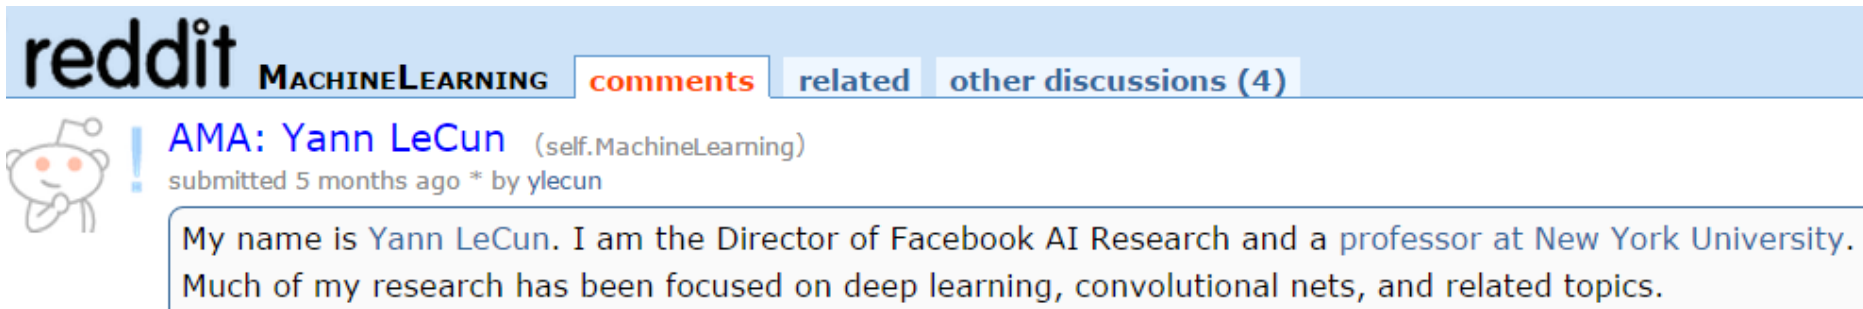 reddit MACHINELEARNING comments related other discussions (4)
AMA: Yann LeCun (self.MachineLearning)
submitted 5 months ago * by ylecun
My name is Yann LeCun. I am the Director of Facebook AI Research and a professor at New York University.
Much of my research has been focused on deep learning, convolutional nets, and related topics.